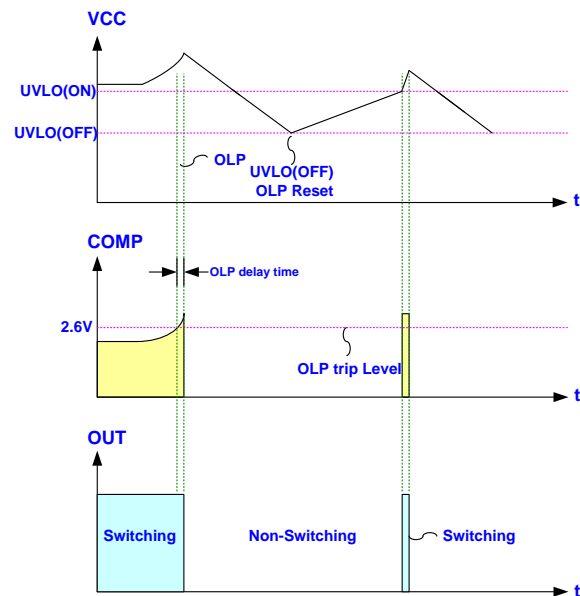 VCC
UVLO(ON)
UVLO(OFF)
OLP
UVLO(OFF)
OLP Reset
t
COMP
OLP delay time
2.6V
OLP trip Level
t
OUT
Switching
Non-Switching
Switching
t